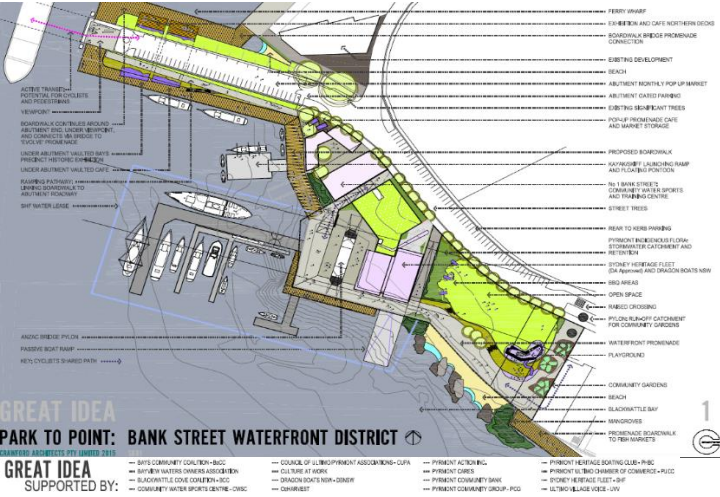 FERRY WHARF
EXHIBITION AND CAFE NORTHERN DECKS
BOARDWALK BRIDGE PROMENADE
CONNECTION
EXISTING DEVELOPMENT
BEACH
ABUTMENT MONTHLY POP UP MARKET
ABUTMENT GATED PARKING
EXISTING SIGNIFICANT TREES
POP-UP PROMENADE CAFE
AND MARKET STORAGE
PROPOSED BOARDWALK
KAYAK/SKIFF LAUNCHING RAMP
AND FLOATING PONTOON
No 1 BANK STREET:
COMMUNITY WATER SPORTS
AND TRAINING CENTRE
STREET TREES
REAR TO KERB PARKING
PYRMONT INDIGENOUS FLORA:
STORMWATER CATCHMENT AND
RETENTION
SYDNEY HERITAGE FLEET
(DA Approved) AND DRAGON BOATS NSW
BBQ AREAS
OPEN SPACE
RAISED CROSSING
PYLON: RUN-OFF CATCHMENT
FOR COMMUNITY GARDENS
WATERFRONT PROMENADE
PLAYGROUND
COMMUNITY GARDENS
BEACH
BLACKWATTLE BAY
MANGROVES
PROMENADE BOARDWALK
TO FISH MARKETS
ACTIVE TRANSIT:
POTENTIAL FOR CYCLISTS
AND PEDESTRIANS
VIEWPOINT
BOARDWALK CONTINUES AROUND
ABUTMENT END, UNDER VIEWPOINT,
AND CONNECTS VIA BRIDGE TO
'EVOLVE' PROMENADE
UNDER ABUTMENT VAULTED BAYS
PRECINCT HISTORIC EXHIBITION
UNDER ABUTMENT VAULTED CAFE
RAMPING PATHWAY:
LINKING BOARDWALK TO
ABUTMENT ROADWAY
SHF WATER LEASE
ANZAC BRIDGE PYLON
PASSIVE BOAT RAMP
KEY: CYCLISTS SHARED PATH
GREAT IDEA
1
PARK TO POINT: BANK STREET WATERFRONT DISTRICT
CRAWFORD ARCHITECTS PTY LIMITED 2015
GREAT IDEA
SUPPORTED BY:
BAYS COMMUNITY COALITION - BsCC
BAYVIEW WATERS OWNERS ASSOCIATION
BLACKWATTLE COVE COALITION - BCC
COMMUNITY WATER SPORTS CENTRE - CWSC
COUNCIL OF ULTIMO/PYRMONT ASSOCIATIONS - CUPA
CULTURE AT WORK
DRAGON BOATS NSW - DBNSW
CoHARVEST
PYRMONT ACTION INC.
PYRMONT CARES
PYRMONT COMMUNITY BANK
PYRMONT COMMUNITY GROUP - PCG
PYRMONT HERITAGE BOATING CLUB - PHBC
PYRMONT ULTIMO CHAMBER OF COMMERCE - PUCC
SYDNEY HERITAGE FLEET - SHF
ULTIMO VILLAGE VOICE - UVV